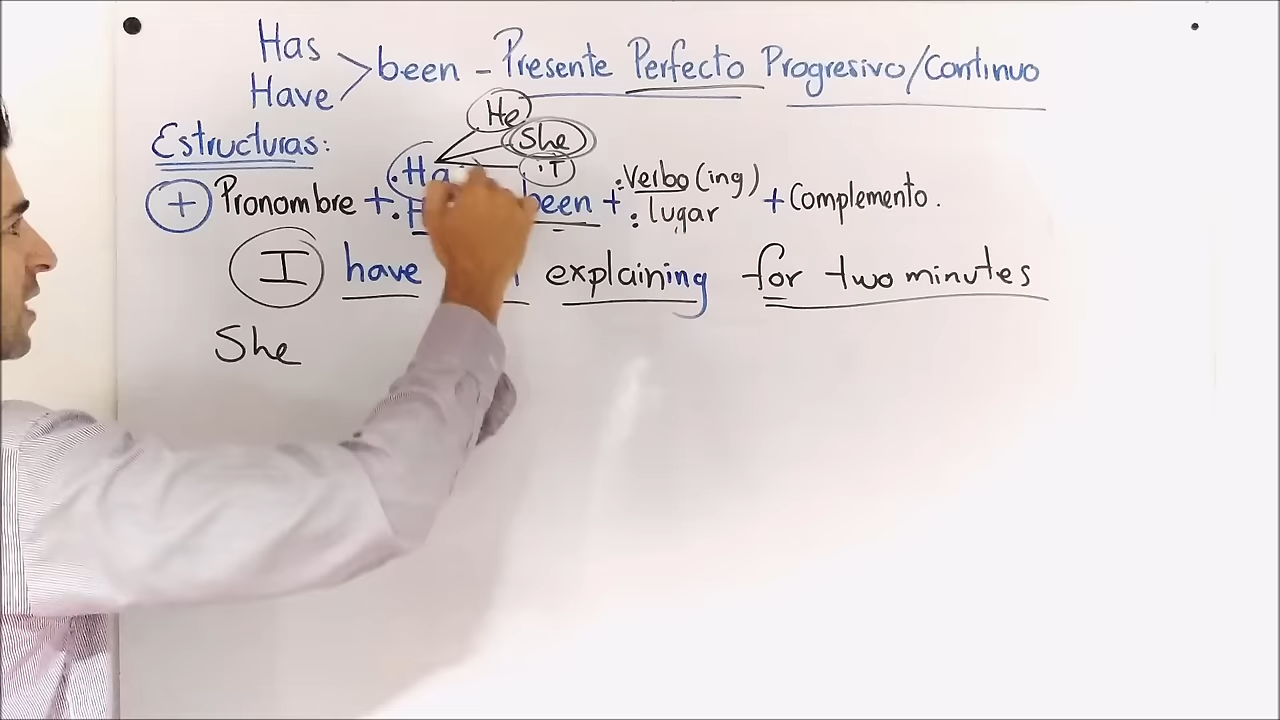 Has
Have
been - Presente Perfecto Progresivo/Continuo
He
She
Estructuras:
+ Pronombre + . Ha been + : Verbo (ing) : lugar + Complemento.
I have explaining for two minutes
She